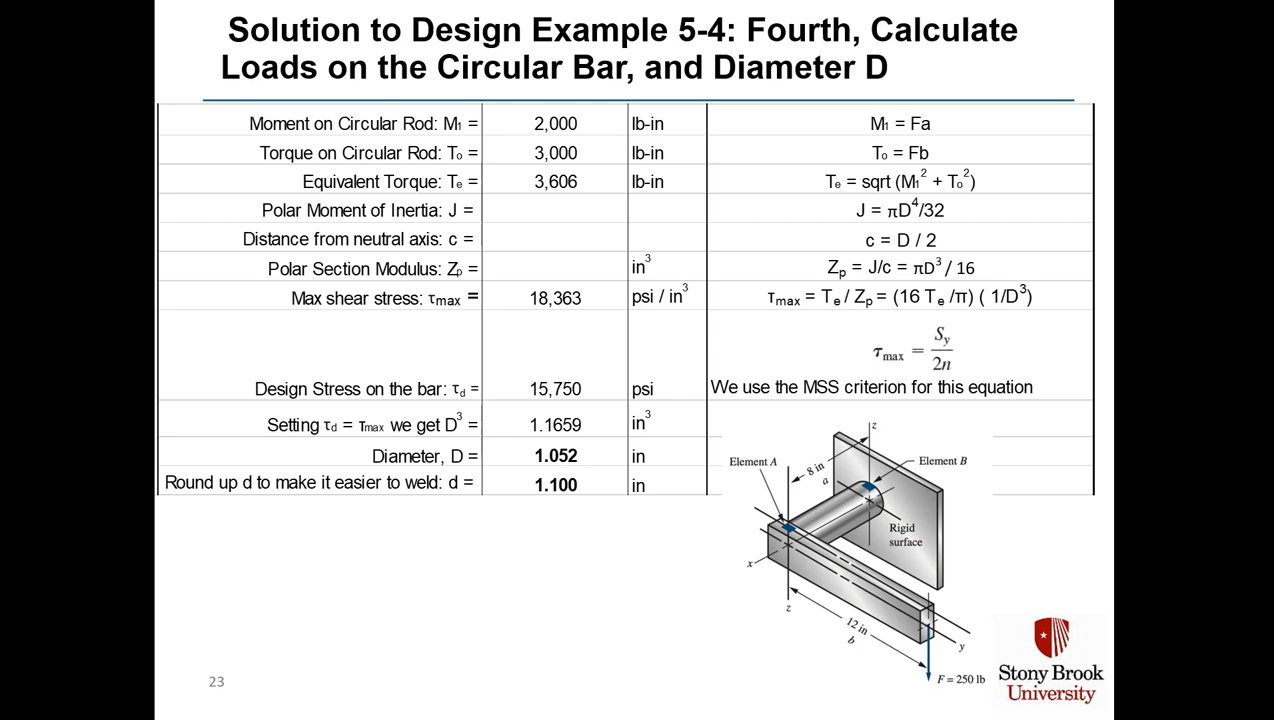 Solution to Design Example 5-4: Fourth, Calculate
Loads on the Circular Bar, and Diameter D
Moment on Circular Rod: M₁ = 2,000 lb-in M₁ = Fa
Torque on Circular Rod: Tₒ = 3,000 lb-in Tₒ = Fb
Equivalent Torque: Tₑ = 3,606 lb-in Tₑ = sqrt (M₁² + Tₒ²)
Polar Moment of Inertia: J = J = πD⁴/32
Distance from neutral axis: c = c = D / 2
Polar Section Modulus: Zₚ = in³ Zₚ = J/c = πD³ / 16
Max shear stress: τmax = 18,363 psi / in³ τmax = Tₑ / Zₚ = (16 Tₑ /π) ( 1/D³)
τmax = Sy / 2n
Design Stress on the bar: τd = 15,750 psi We use the MSS criterion for this equation
Setting τd = τmax we get D³ = 1.1659 in³
Diameter, D = 1.052 in
Round up d to make it easier to weld: d = 1.100 in
z
Element A
8 in
a
Element B
Rigid
surface
x
z
12 in
b
y
F = 250 lb
23
Stony Brook
University